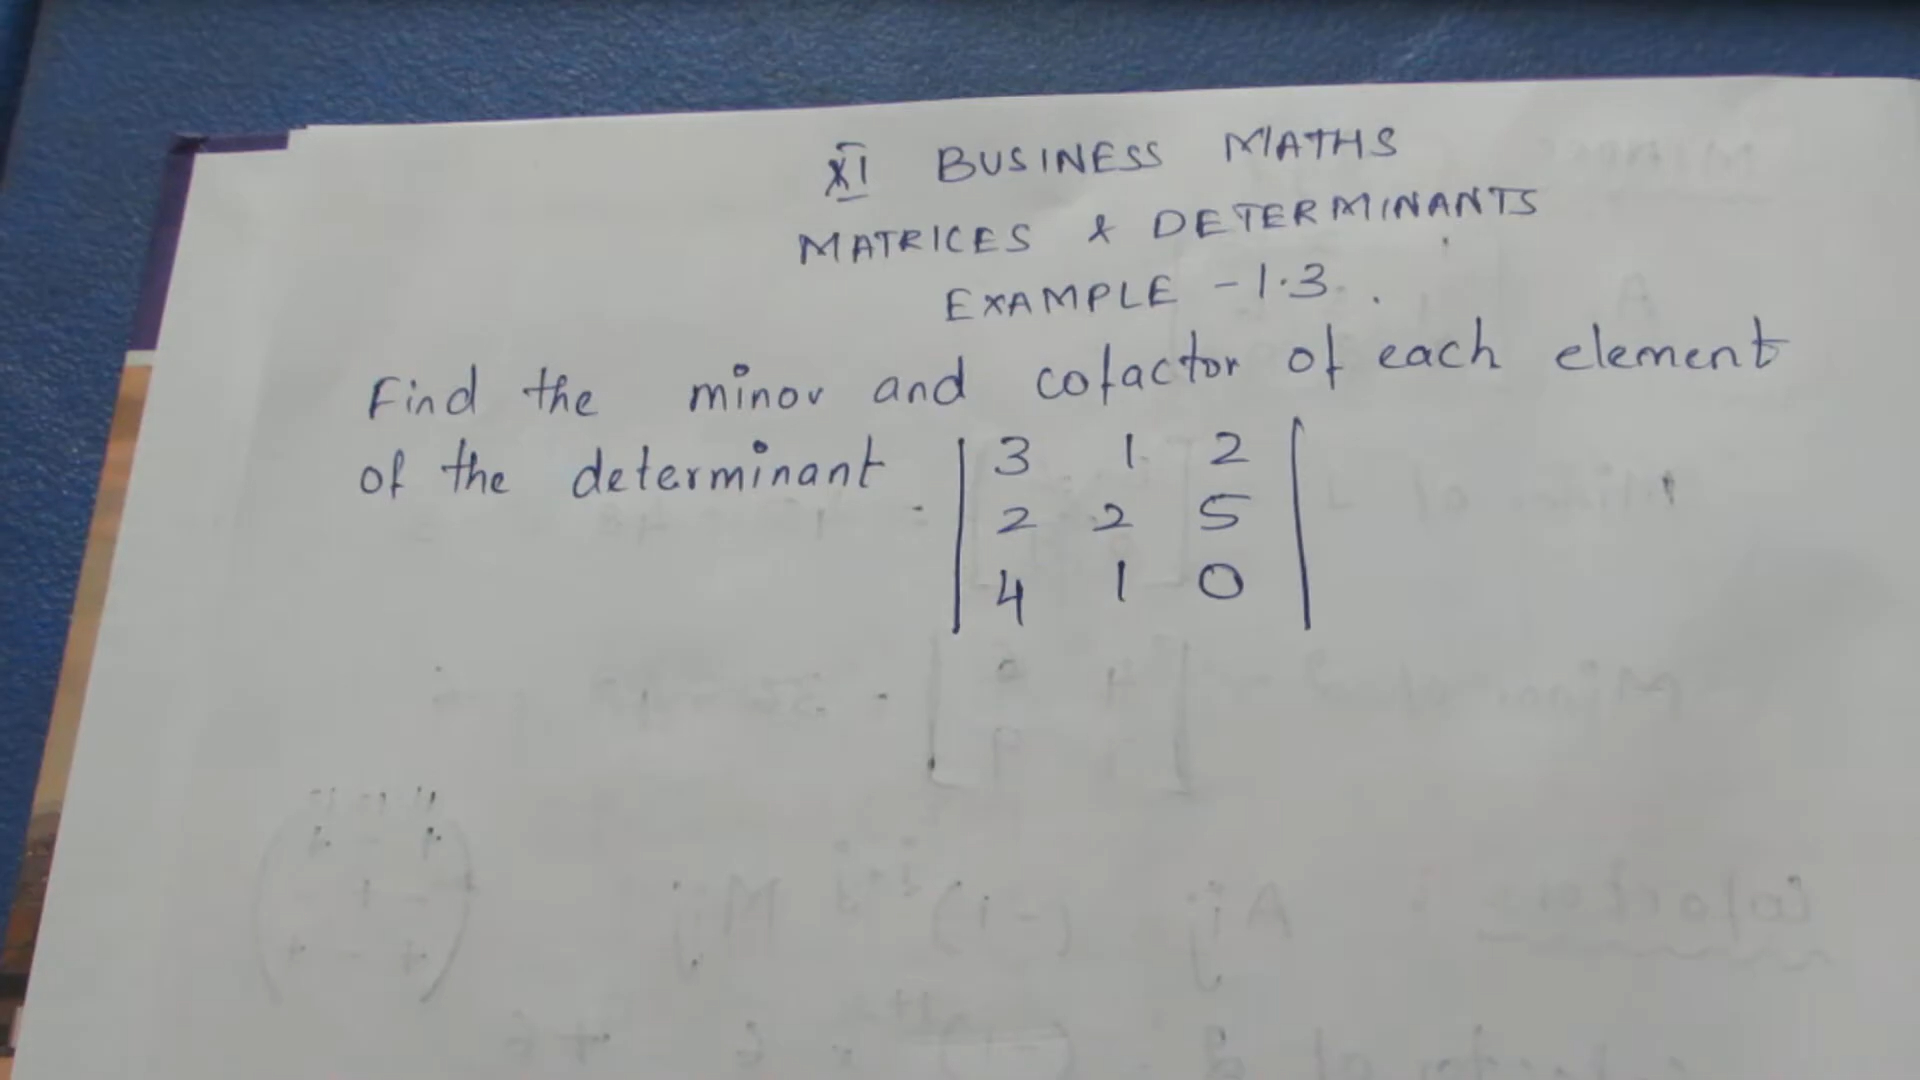 XI BUSINESS MATHS
MATRICES & DETERMINANTS
EXAMPLE - 1.3.
Find the minor and cofactor of each element
of the determinant
3 1 2
2 2 5
4 1 0